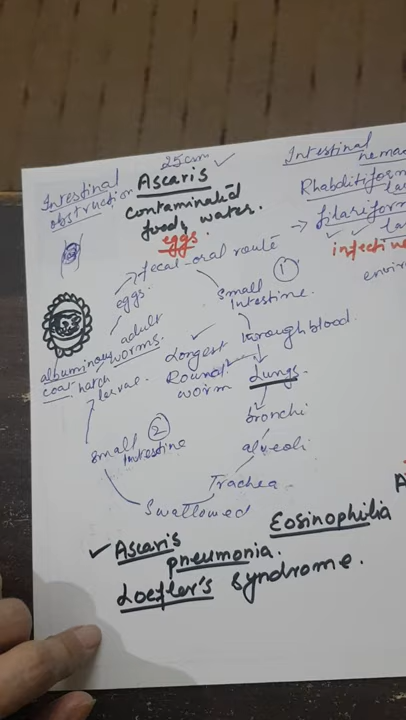 25cm ✓
Intestinal
obstruction
Ascaris
contaminated
food, water.
eggs
fecal-oral route
eggs
Small
Intestine.
1
through blood
Lungs
bronchi
alveoli
Trachea
Swallowed
Small
Intestine
2
hatch
larvae.
adult
worms
albuminous
coat
Longest
Round
worm
✓ Ascaris
pneumonia.
Eosinophilia
Loefler's syndrome.
Intestinal
Rhabditiform
→ filariform
infective